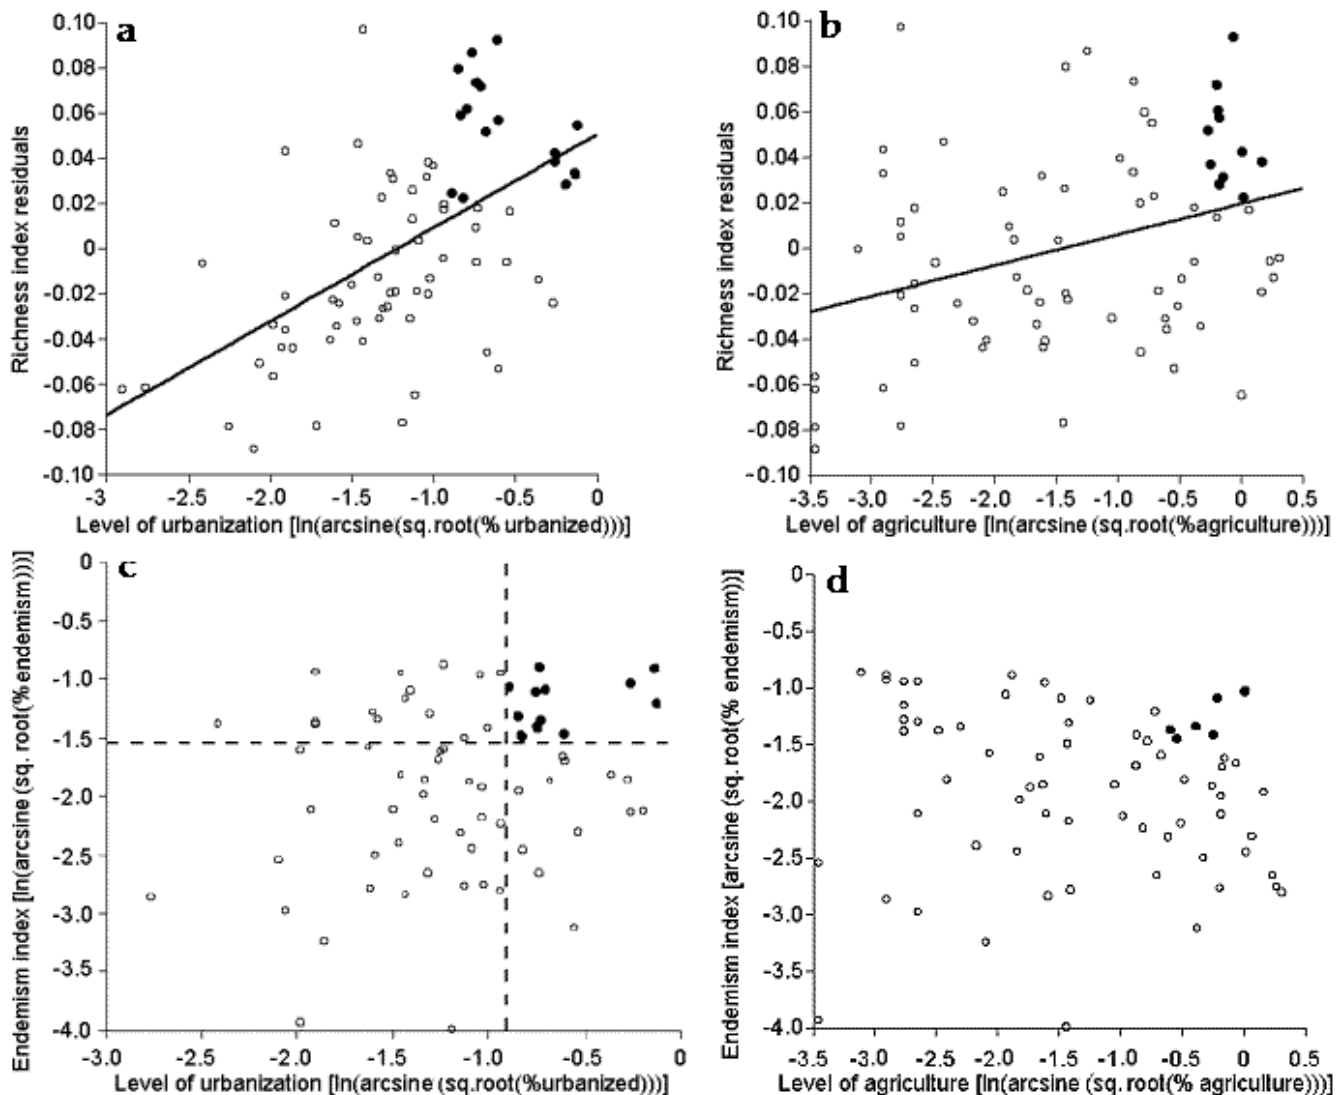 a
0.10
0.08
0.06
0.04
0.02
0
-0.02
-0.04
-0.06
-0.08
-0.10
Richness index residuals
-3 -2.0 -1.5 -1.0 -0.5 0
Level of urbanization [ln(arcsine(sq.root(% urbanized)))]
b
0.10
0.08
0.06
0.04
0.02
0
-0.02
-0.04
-0.06
-0.08
-0.10
Richness index residuals
-3.5 -2.5 -2.0 -1.5 -1.0 -0.5 0 0.5
Level of agriculture [ln(arcsine (sq.root(%agriculture)))]
c
0
-0.5
-1.0
-1.5
-2.0
-2.5
-3.0
-3.5
-4.0
Endemism index [ln(arcsine (sq. root(% endemism)))]
-3.0 -2.0 -1.5 -1.0 -0.5 0
Level of urbanization [ln(arcsine (sq.root(%urbanized)))]
d
0
-0.5
-1.0
-1.5
-2.0
-2.5
-3.0
-3.5
-4.0
Endemism index [arcsine (sq. root(% endemism))]
-3.5 -3.0 -2.5 -2.0 -1.5 -1.0 -0.5 0 0.5
Level of agriculture [ln(arcsine (sq. root(% agriculture)))]